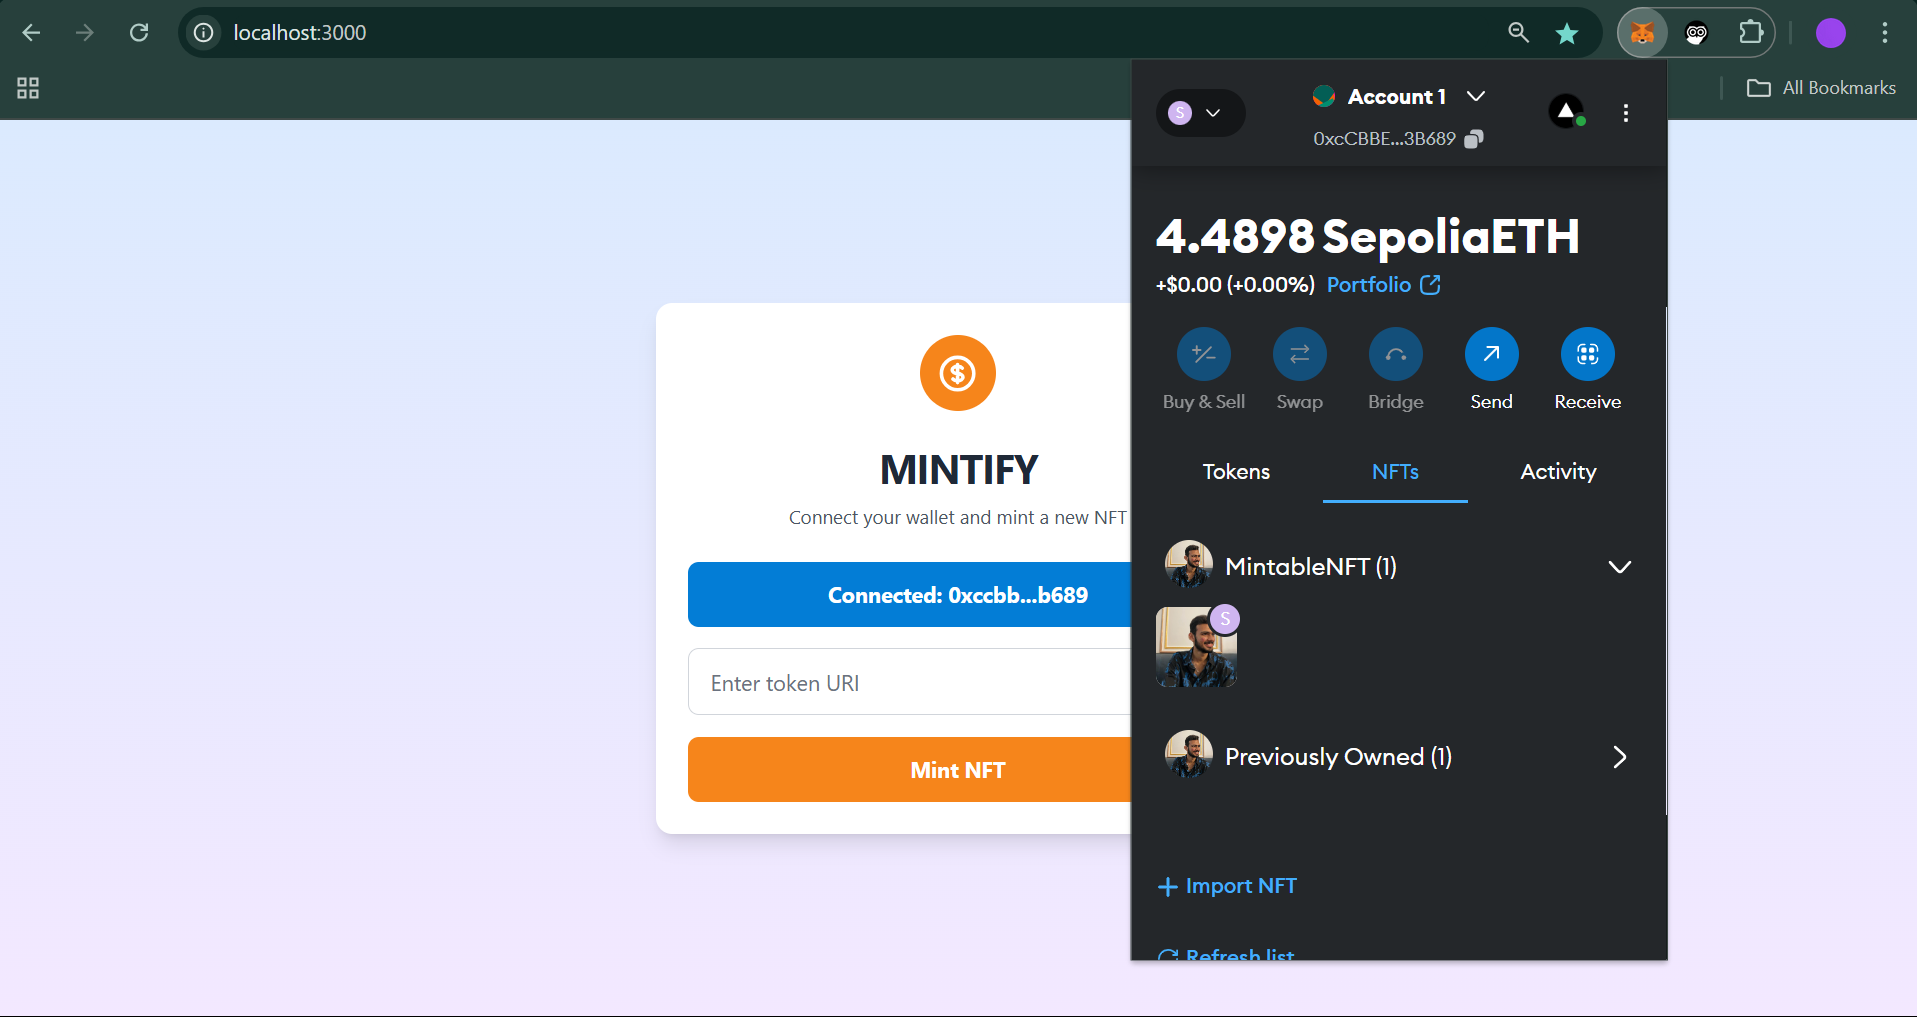 localhost:3000
All Bookmarks
S
Account 1
0xcCBBE...3B689
4.4898 SepoliaETH
+$0.00 (+0.00%) Portfolio
Buy & Sell
Swap
Bridge
Send
Receive
Tokens
NFTs
Activity
MintableNFT (1)
S
Previously Owned (1)
+ Import NFT
Refresh list
$
MINTIFY
Connect your wallet and mint a new NFT
Connected: 0xccbb...b689
Enter token URI
Mint NFT